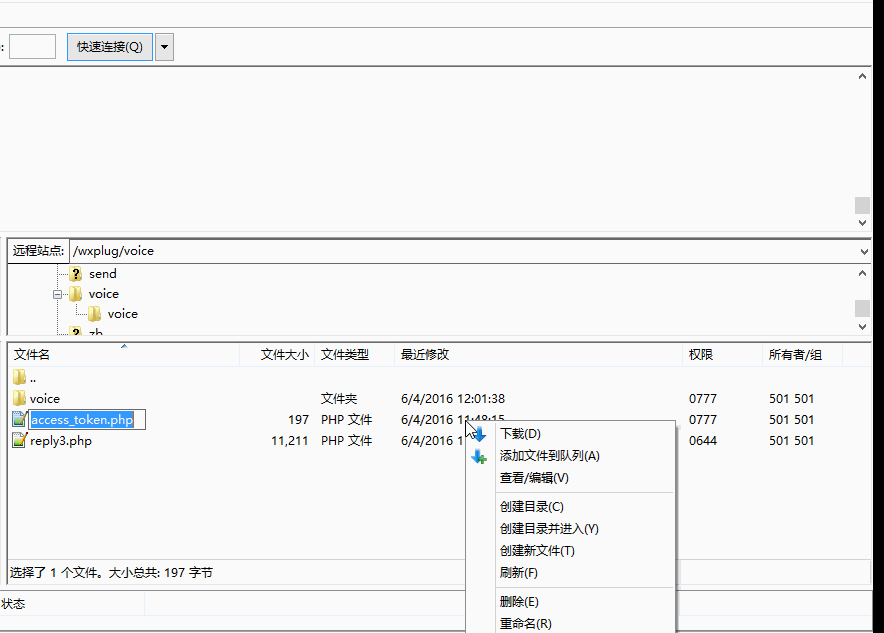 : 快速连接(Q)
远程站点: /wxplug/voice
send
voice
voice
zh
文件名 文件大小 文件类型 最近修改 权限 所有者/组
..
voice 文件夹 6/4/2016 12:01:38 0777 501 501
access_token.php 197 PHP 文件 6/4/2016 11:48:15 0777 501 501
reply3.php 11,211 PHP 文件 6/4/2016 1 0644 501 501
下载(D)
添加文件到队列(A)
查看/编辑(V)
创建目录(C)
创建目录并进入(Y)
创建新文件(T)
刷新(F)
删除(E)
重命名(R)
选择了 1 个文件。大小总共: 197 字节
状态